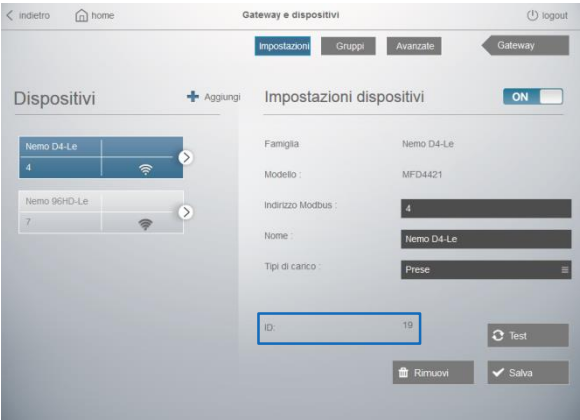 indietro home Gateway e dispositivi logout
Impostazioni Gruppi Avanzate Gateway
Dispositivi Aggiungi
Nemo D4-Le
4
Nemo 96HD-Le
7
Impostazioni dispositivi ON
Famiglia Nemo D4-Le
Modello : MFD4421
Indirizzo Modbus : 4
Nome : Nemo D4-Le
Tipi di carico : Prese
ID: 19
Test
Rimuovi Salva